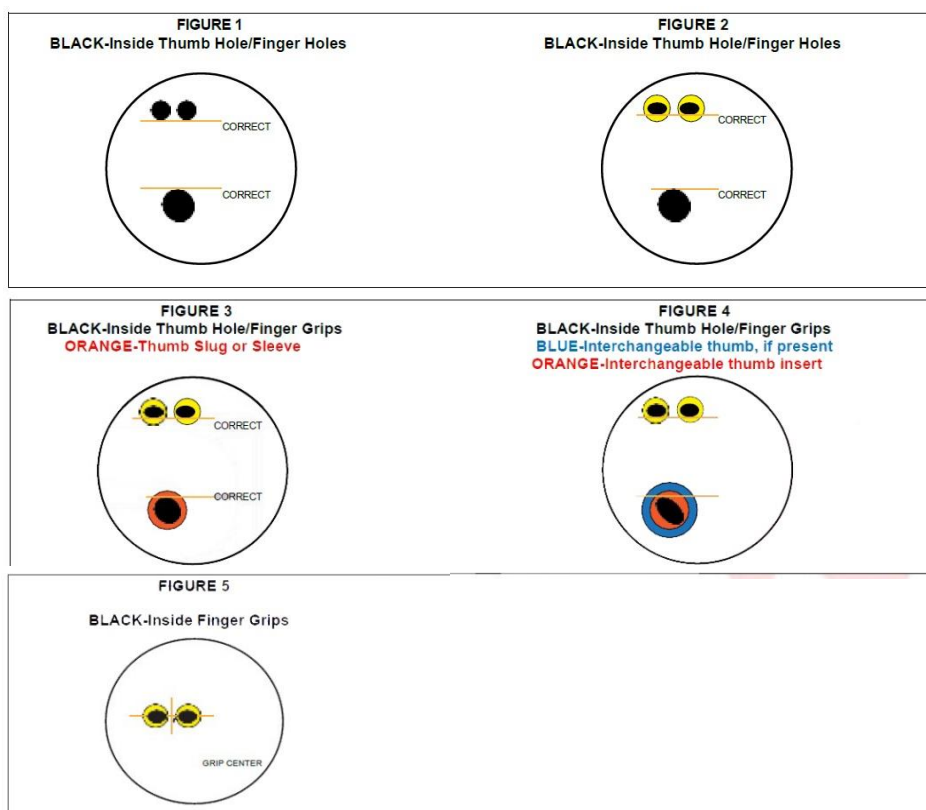 FIGURE 1
BLACK-Inside Thumb Hole/Finger Holes
CORRECT
CORRECT
FIGURE 2
BLACK-Inside Thumb Hole/Finger Holes
CORRECT
CORRECT
FIGURE 3
BLACK-Inside Thumb Hole/Finger Grips
ORANGE-Thumb Slug or Sleeve
CORRECT
CORRECT
FIGURE 4
BLACK-Inside Thumb Hole/Finger Grips
BLUE-Interchangeable thumb, if present
ORANGE-Interchangeable thumb insert
FIGURE 5
BLACK-Inside Finger Grips
GRIP CENTER